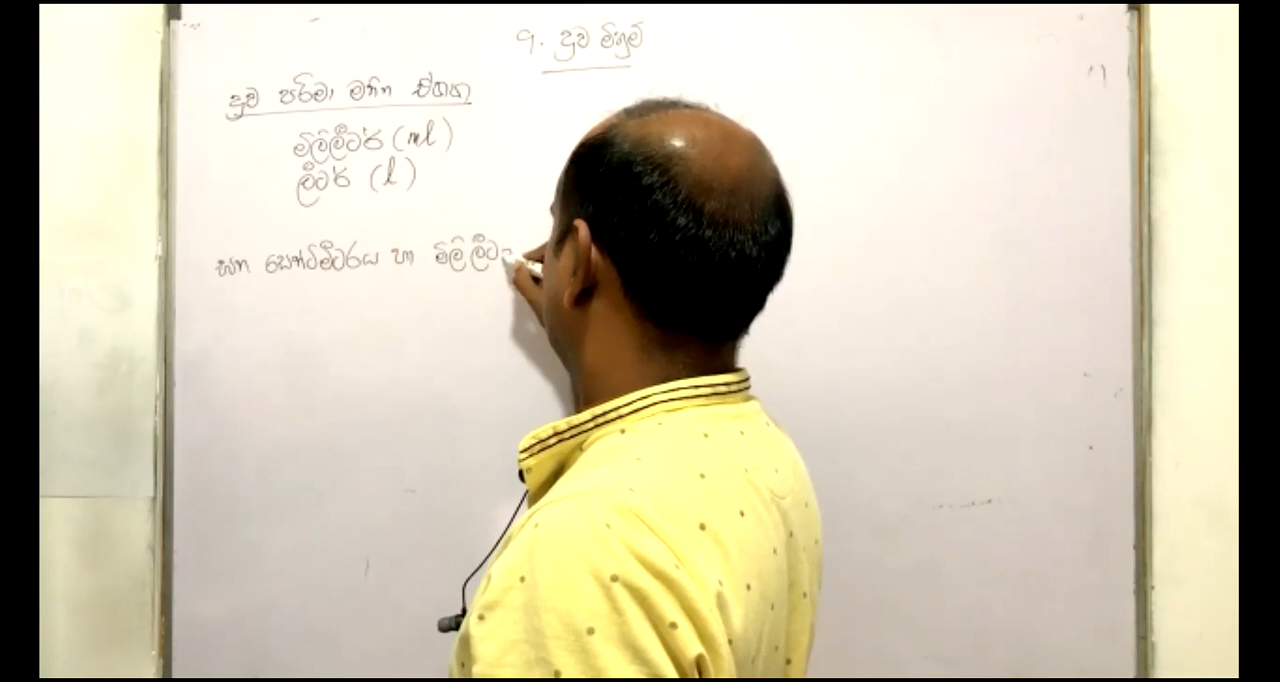 9. ද්‍රව මිනුම්
ද්‍රව පරිමා මනින ඒකක
මිලිලීටර් (ml)
ලීටර් (l)
ඝන සෙන්ටිමීටරය හා මිලිලීට